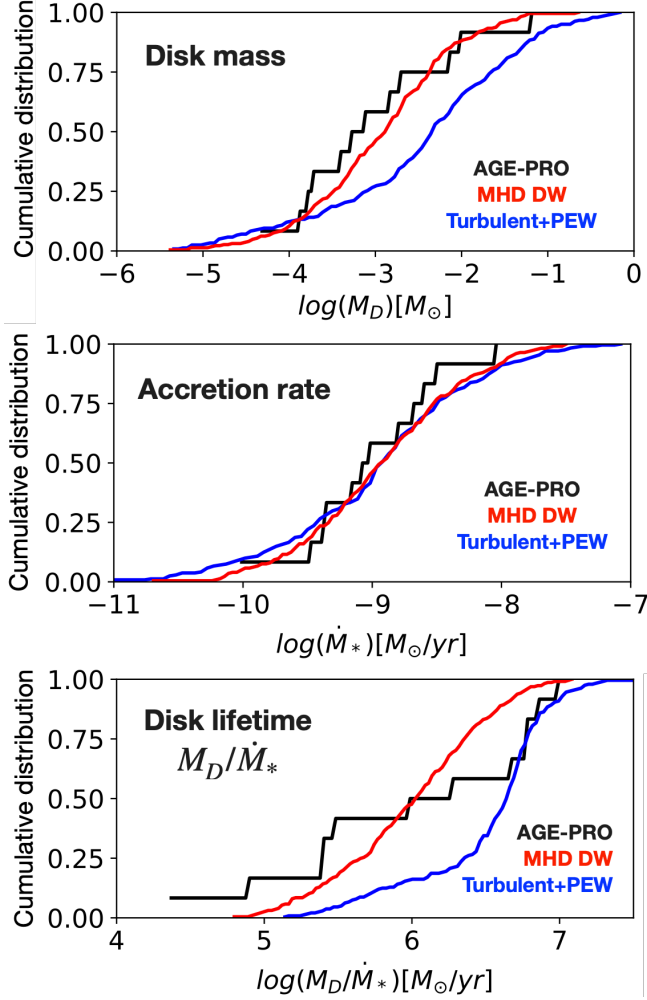 Cumulative distribution
1.00
0.75
0.50
0.25
0.00
Disk mass
AGE-PRO
MHD DW
Turbulent+PEW
−6 −5 −4 −3 −2 −1 0
log(M_D)[M_⊙]
Cumulative distribution
1.00
0.75
0.50
0.25
0.00
Accretion rate
AGE-PRO
MHD DW
Turbulent+PEW
−11 −10 −9 −8 −7
log(Ṁ_*)[M_⊙/yr]
Cumulative distribution
1.00
0.75
0.50
0.25
0.00
Disk lifetime
M_D/Ṁ_*
AGE-PRO
MHD DW
Turbulent+PEW
4 5 6 7
log(M_D/Ṁ_*)[M_⊙/yr]